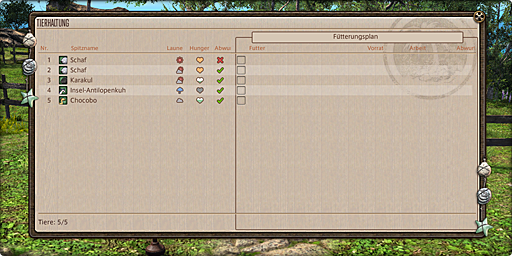 TIERHALTUNG
Fütterungsplan
Nr. Spitzname Laune Hunger Abwurf Futter Vorrat Arbeit Abwurf
1 Schaf
2 Schaf
3 Karakul
4 Insel-Antilopenkuh
5 Chocobo
Tiere: 5/5